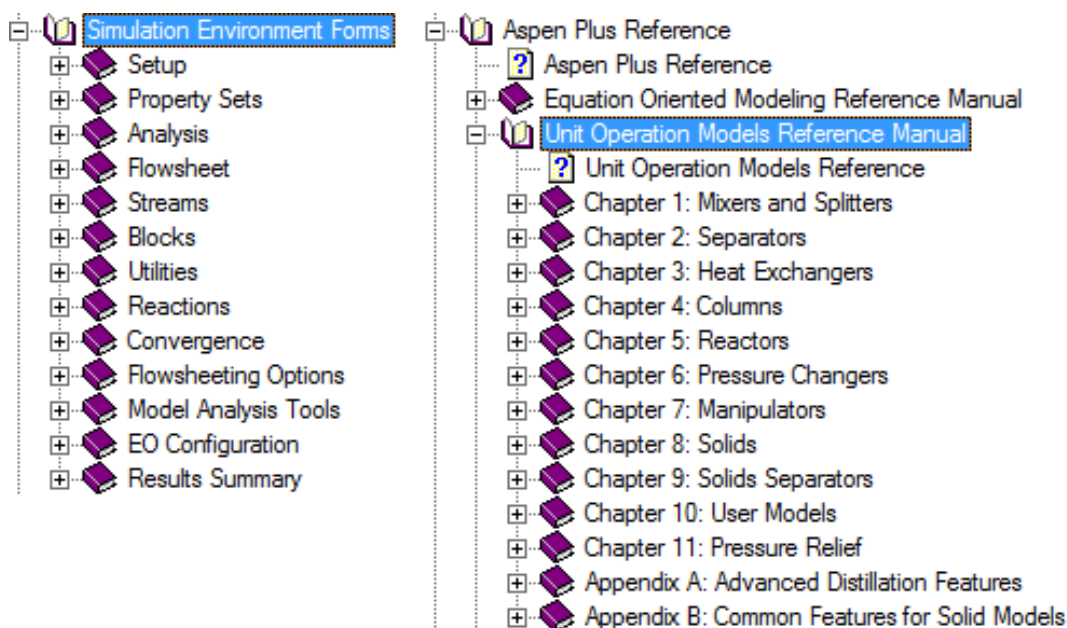 Simulation Environment Forms
Setup
Property Sets
Analysis
Flowsheet
Streams
Blocks
Utilities
Reactions
Convergence
Flowsheeting Options
Model Analysis Tools
EO Configuration
Results Summary
Aspen Plus Reference
Aspen Plus Reference
Equation Oriented Modeling Reference Manual
Unit Operation Models Reference Manual
Unit Operation Models Reference
Chapter 1: Mixers and Splitters
Chapter 2: Separators
Chapter 3: Heat Exchangers
Chapter 4: Columns
Chapter 5: Reactors
Chapter 6: Pressure Changers
Chapter 7: Manipulators
Chapter 8: Solids
Chapter 9: Solids Separators
Chapter 10: User Models
Chapter 11: Pressure Relief
Appendix A: Advanced Distillation Features
Appendix B: Common Features for Solid Models